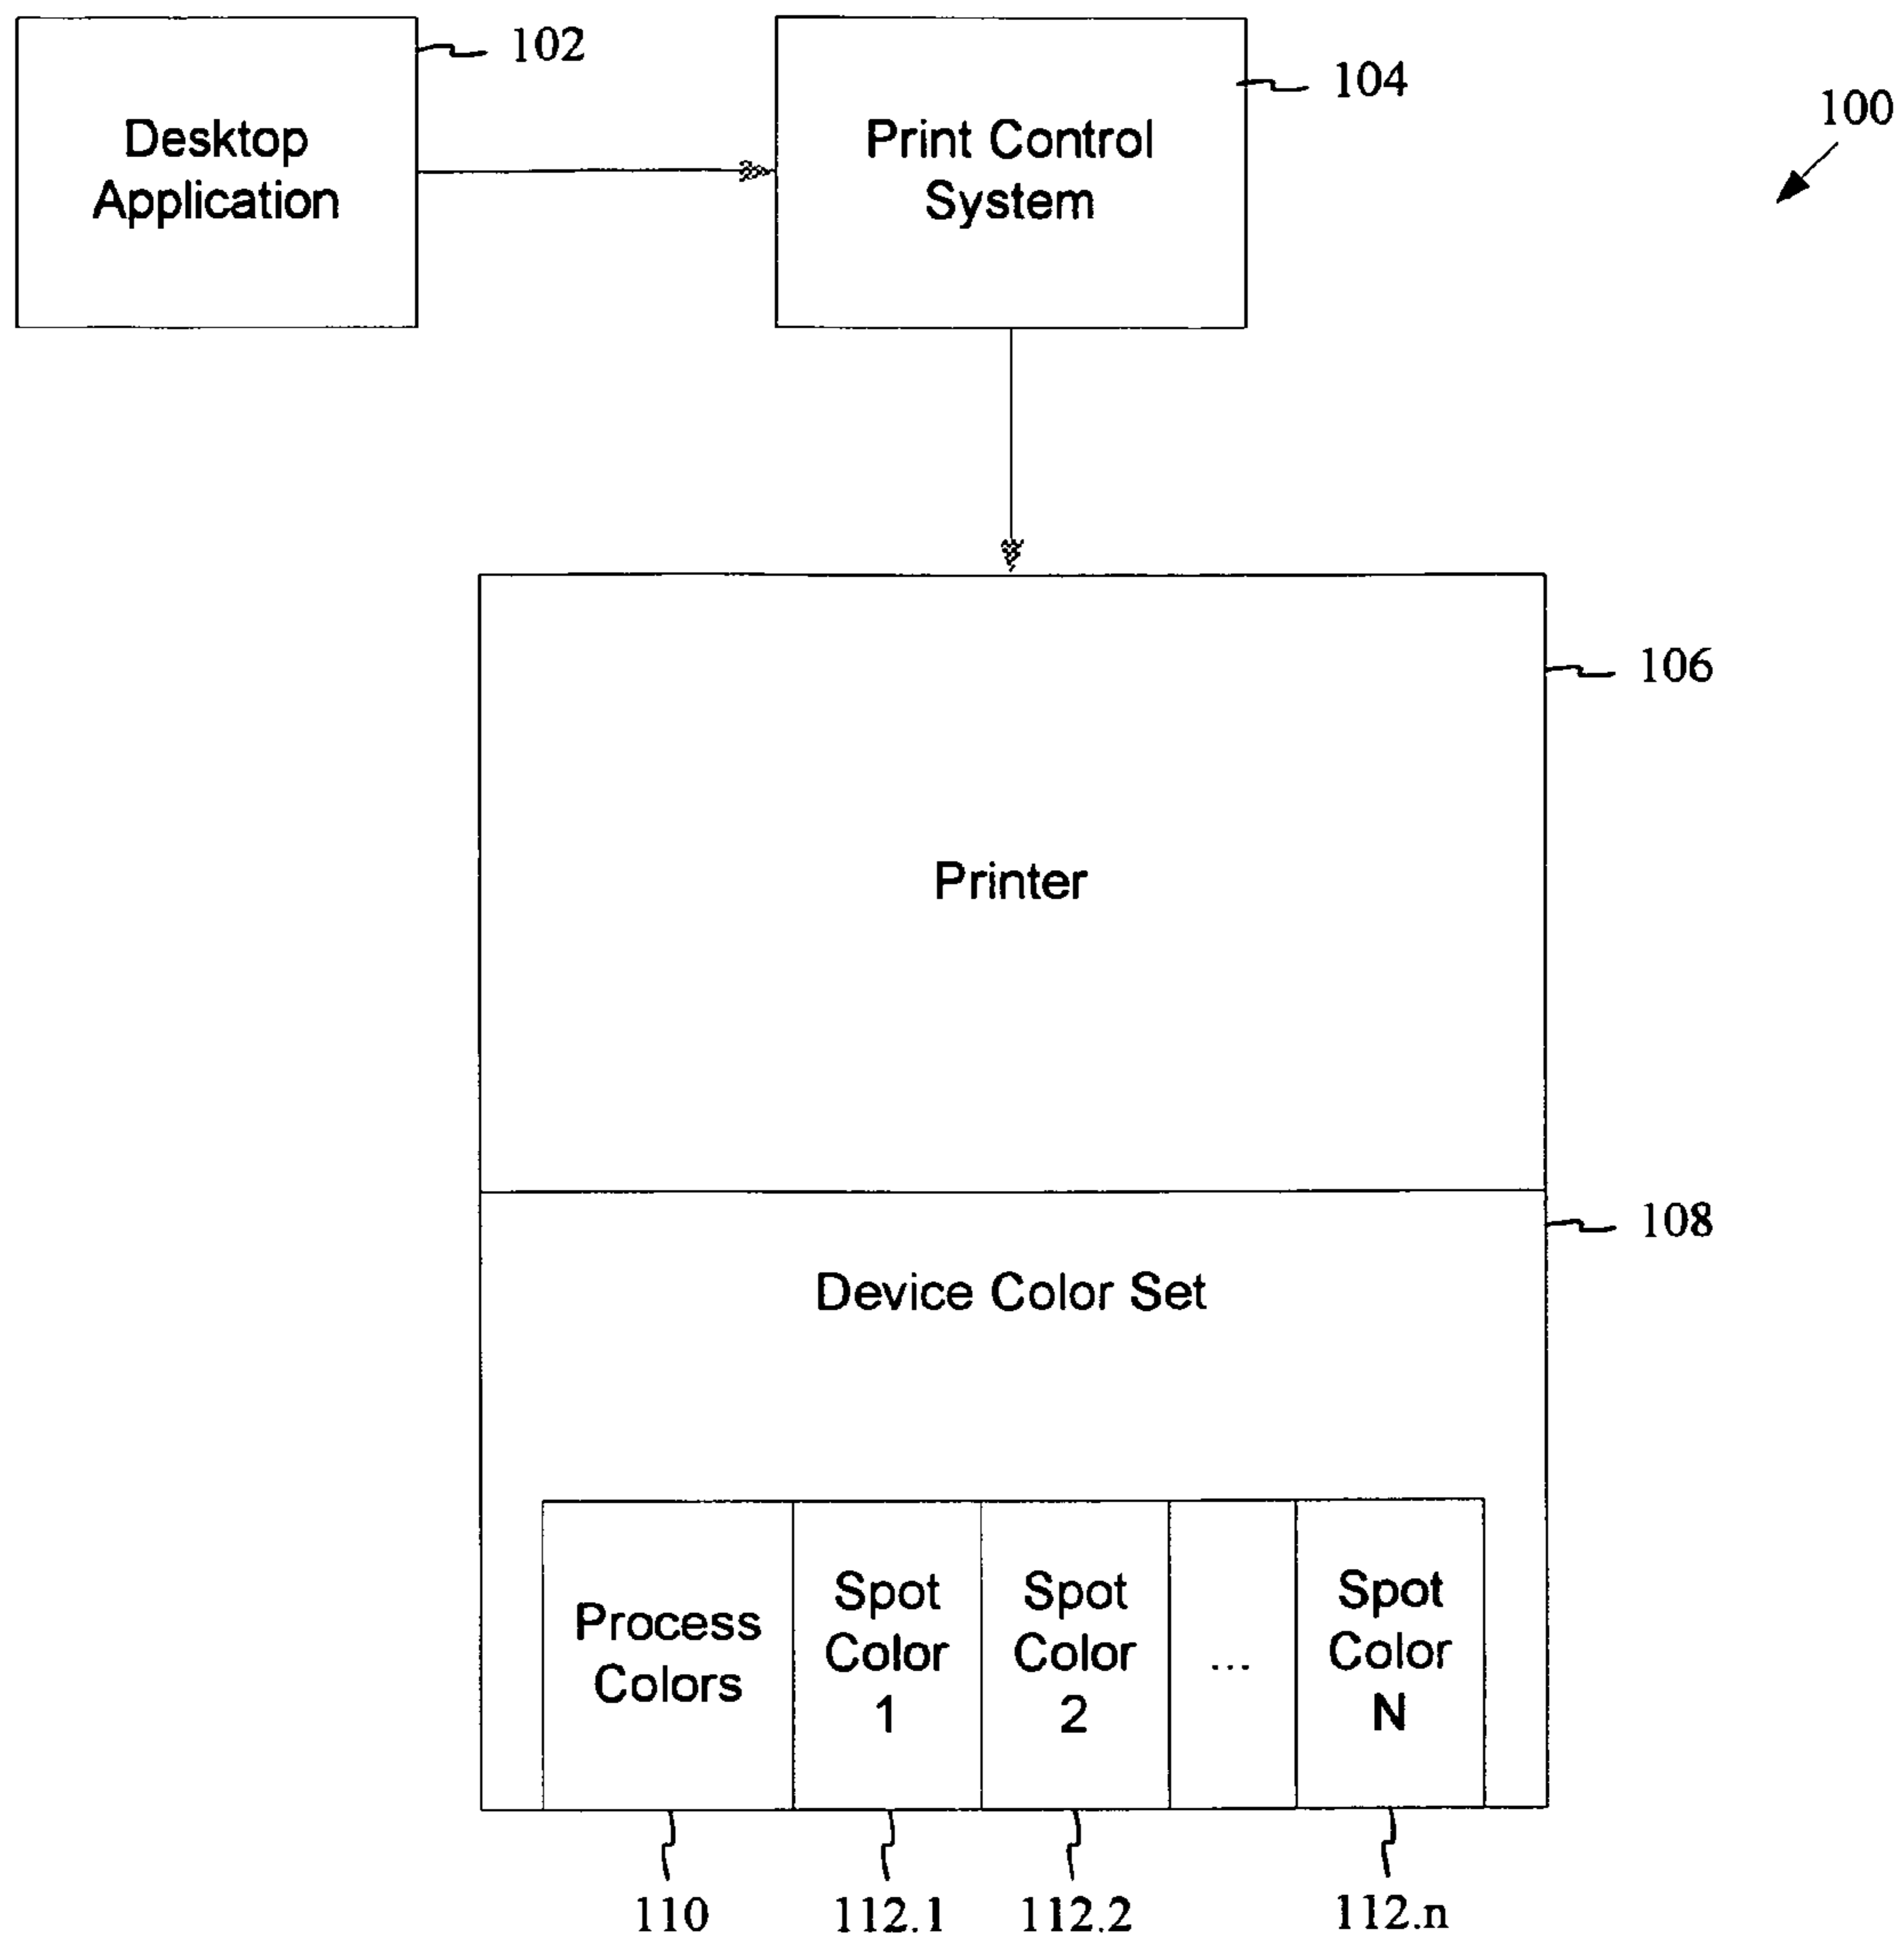 102
104
100
Desktop
Application
Print Control
System
106
Printer
108
Device Color Set
Process
Colors
Spot
Color
1
Spot
Color
2
...
Spot
Color
N
110
112.1
112.2
112.n